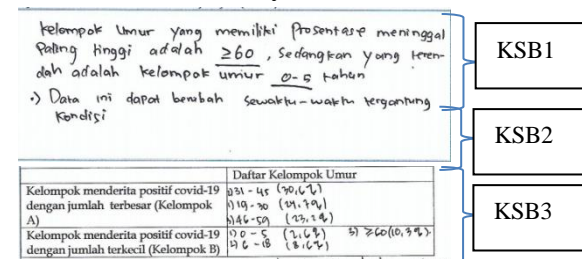 kelompok umur yang memiliki prosentase meninggal
paling tinggi adalah ≥60, sedangkan yang teren-
dah adalah kelompok umur 0-5 tahun
•) Data ini dapat berubah sewaktu-waktu tergantung
kondisi
KSB1
KSB2
KSB3
Daftar Kelompok Umur
Kelompok menderita positif covid-19
dengan jumlah terbesar (Kelompok
A)
1) 31 - 45 (30,6%)
1) 19 - 30 (24,7%)
3) 46 - 59 (23,2%)
Kelompok menderita positif covid-19
dengan jumlah terkecil (Kelompok B)
1) 0 - 5 (2,6%) 3) ≥60 (10,3%)
2) 6 - 18 (8,6%)